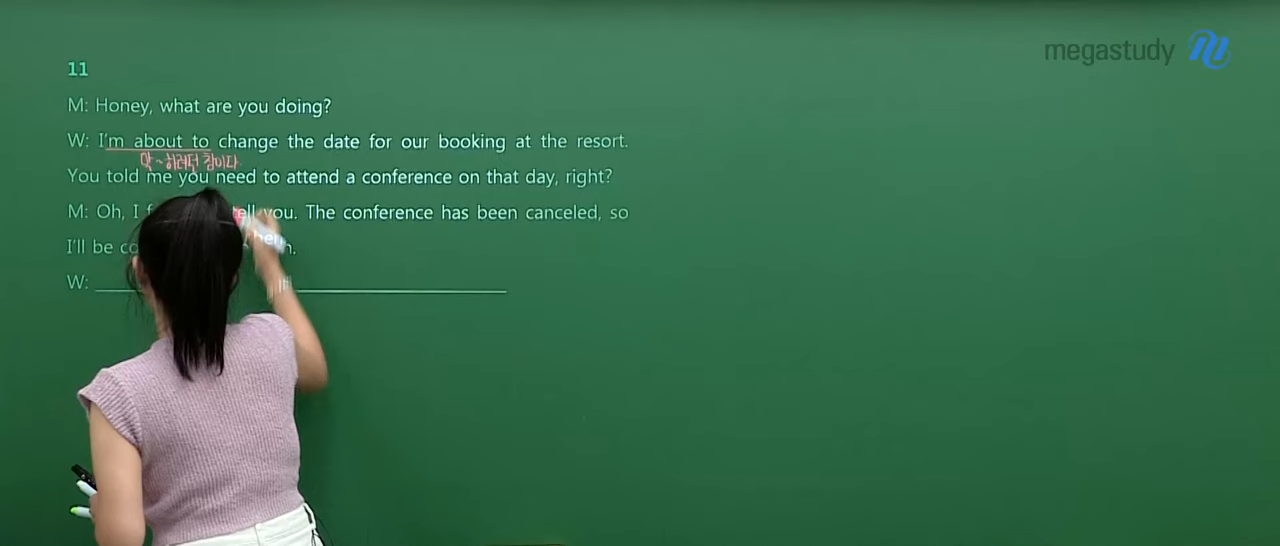 megastudy
11
M: Honey, what are you doing?
W: I'm about to change the date for our booking at the resort.
막~하려던 참이다
You told me you need to attend a conference on that day, right?
M: Oh, I tell you. The conference has been canceled, so
I'll be
W: